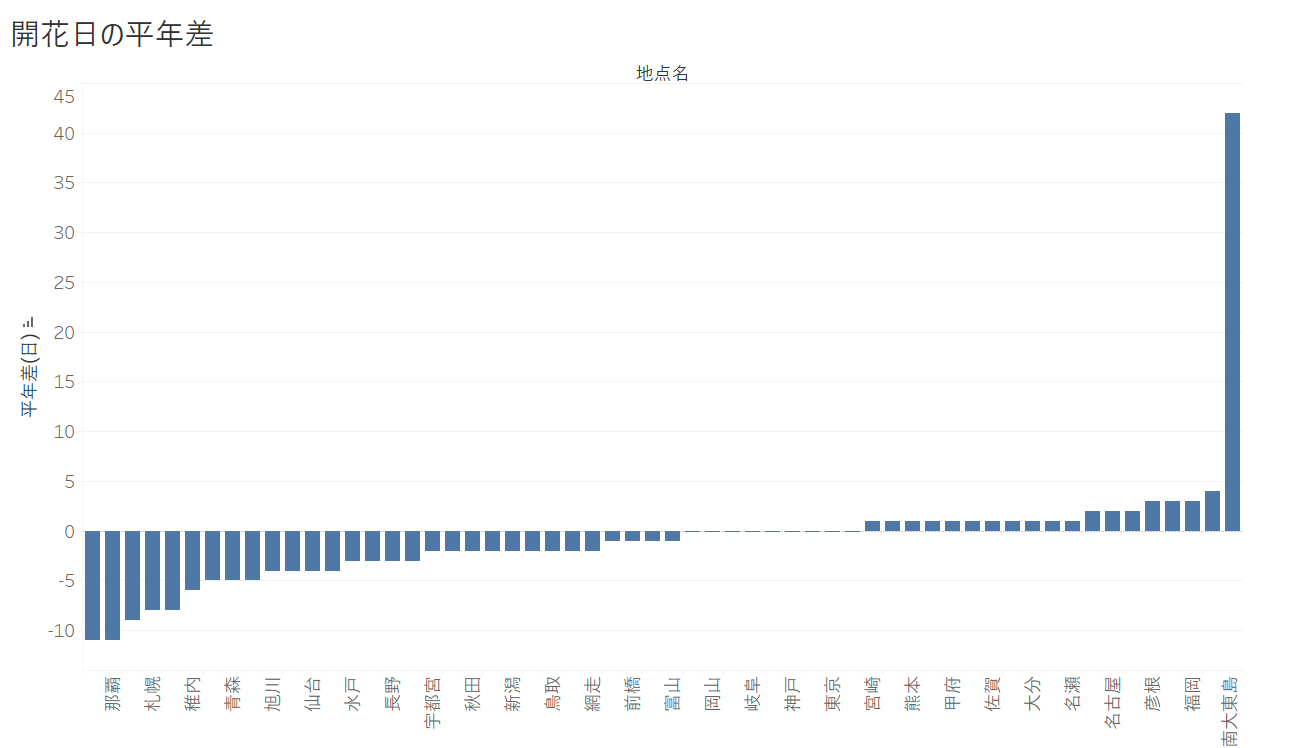 開花日の平年差
地点名
平年差(日)
45
40
35
30
25
20
15
10
5
0
-5
-10
那覇
札幌
稚内
青森
旭川
仙台
水戸
長野
宇都宮
秋田
新潟
鳥取
網走
前橋
富山
岡山
岐阜
神戸
東京
宮崎
熊本
甲府
佐賀
大分
名瀬
名古屋
彦根
福岡
南大東島